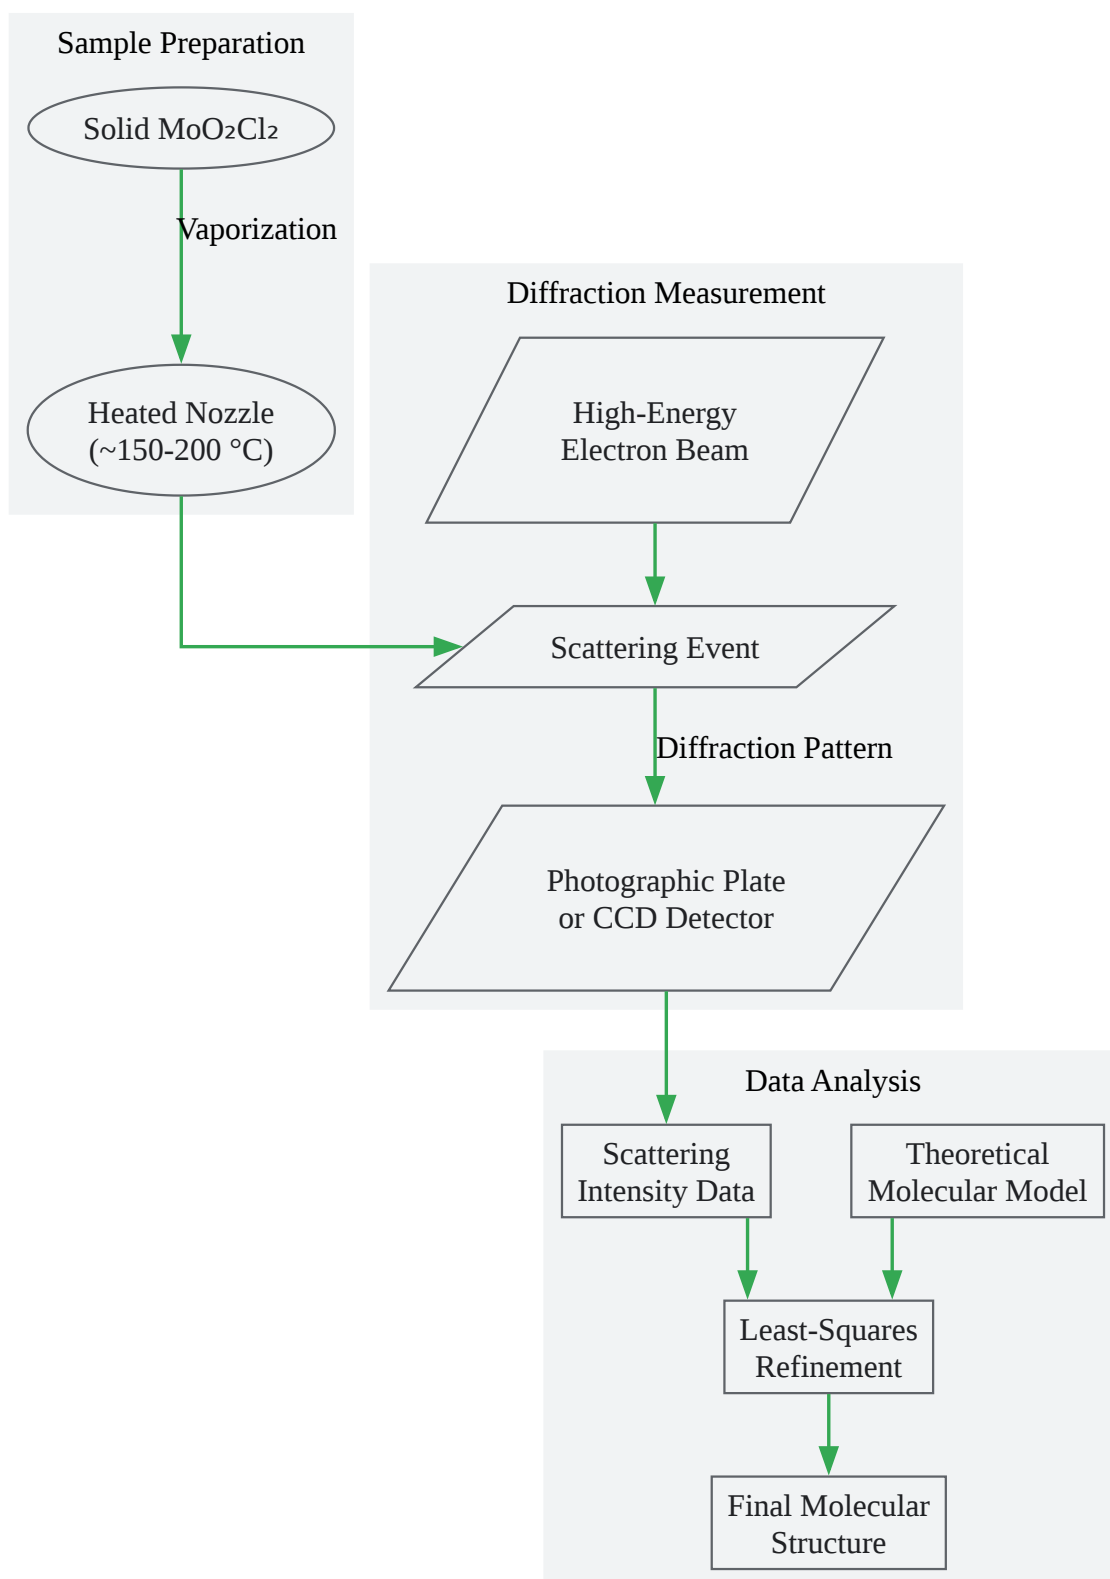 Sample Preparation
Solid MoO₂Cl₂
Vaporization
Heated Nozzle
(~150-200 °C)
Diffraction Measurement
High-Energy
Electron Beam
Scattering Event
Diffraction Pattern
Photographic Plate
or CCD Detector
Data Analysis
Scattering
Intensity Data
Theoretical
Molecular Model
Least-Squares
Refinement
Final Molecular
Structure